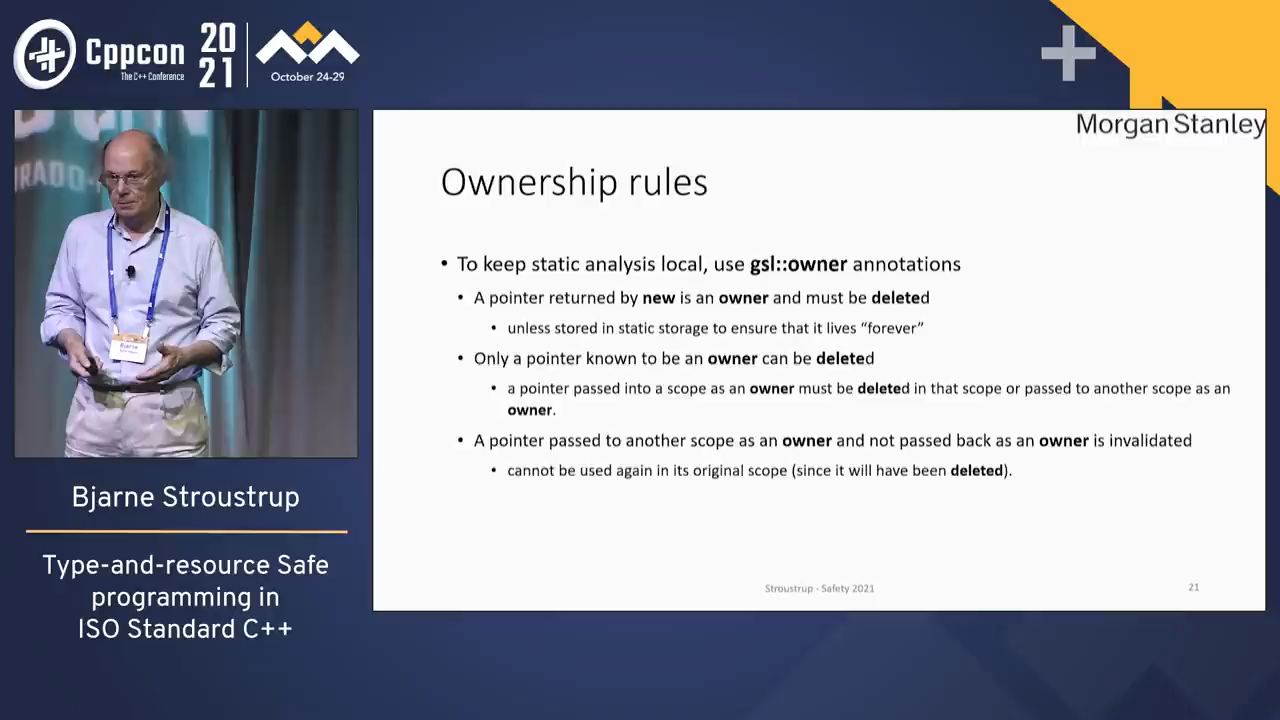 Cppcon
The C++ Conference
20
21
October 24-29
Morgan Stanley
Ownership rules
• To keep static analysis local, use gsl::owner annotations
• A pointer returned by new is an owner and must be deleted
• unless stored in static storage to ensure that it lives “forever”
• Only a pointer known to be an owner can be deleted
• a pointer passed into a scope as an owner must be deleted in that scope or passed to another scope as an
owner.
• A pointer passed to another scope as an owner and not passed back as an owner is invalidated
• cannot be used again in its original scope (since it will have been deleted).
Stroustrup - Safety 2021
21
Bjarne
Bjarne Stroustrup
Type-and-resource Safe
programming in
ISO Standard C++